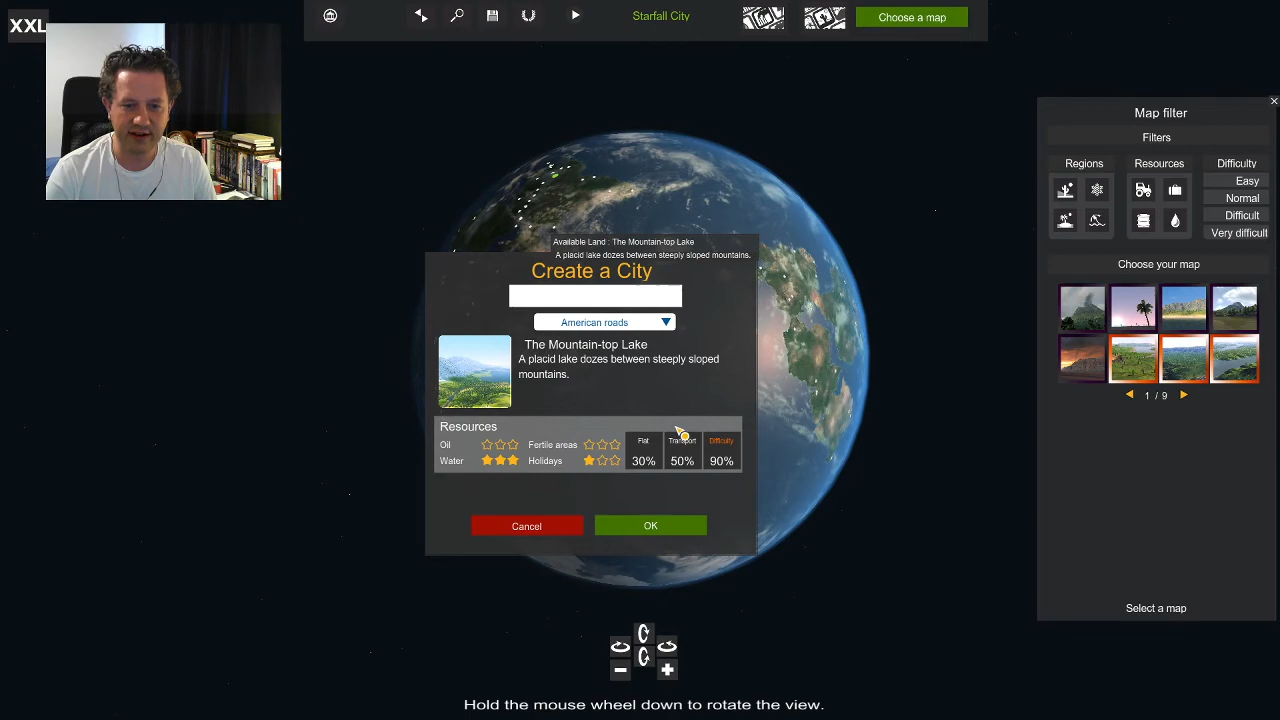 XXL
Starfall City
Choose a map
Map filter
Filters
Regions
Resources
Difficulty
Easy
Normal
Difficult
Very difficult
Choose your map
1 / 9
Select a map
Available Land : The Mountain-top Lake
A placid lake dozes between steeply sloped mountains.
Create a City
American roads
The Mountain-top Lake
A placid lake dozes between steeply sloped
mountains.
Resources
Oil
Fertile areas
Flat
Transport
Difficulty
Water
Holidays
30%
50%
90%
Cancel
OK
Hold the mouse wheel down to rotate the view.